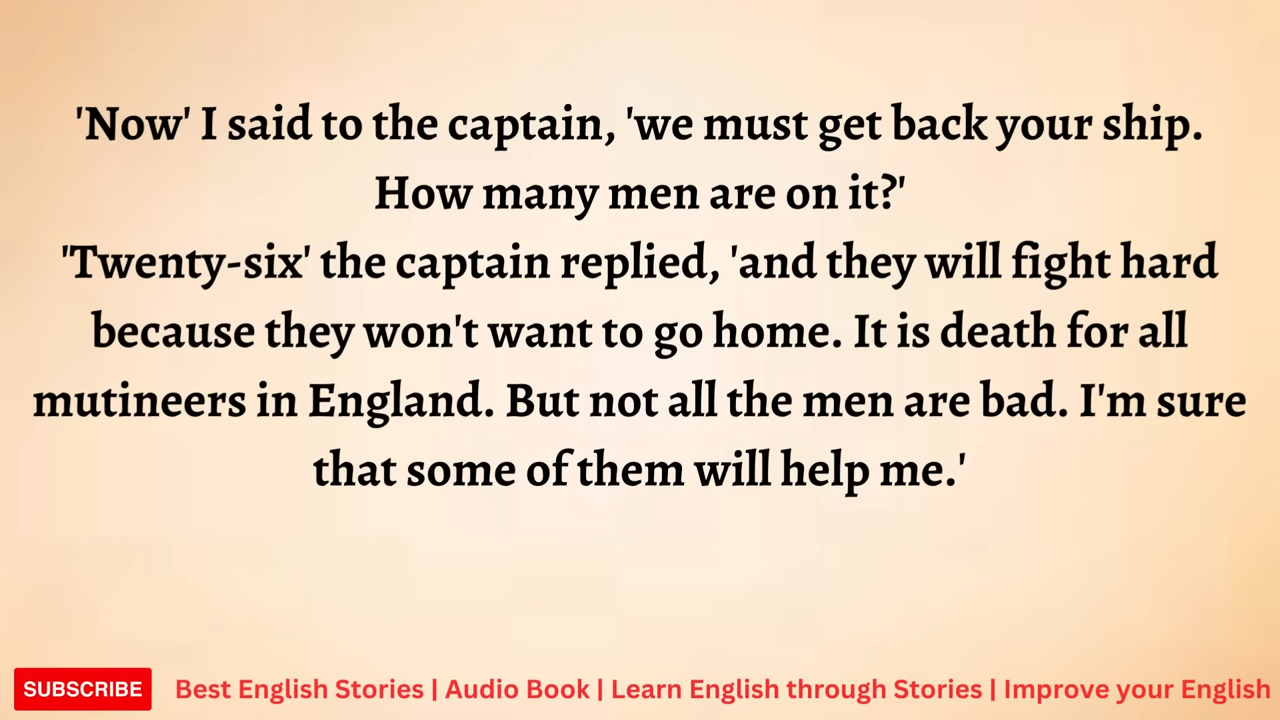 'Now' I said to the captain, 'we must get back your ship.
How many men are on it?'
'Twenty-six' the captain replied, 'and they will fight hard
because they won't want to go home. It is death for all
mutineers in England. But not all the men are bad. I'm sure
that some of them will help me.'
SUBSCRIBE
Best English Stories | Audio Book | Learn English through Stories | Improve your English